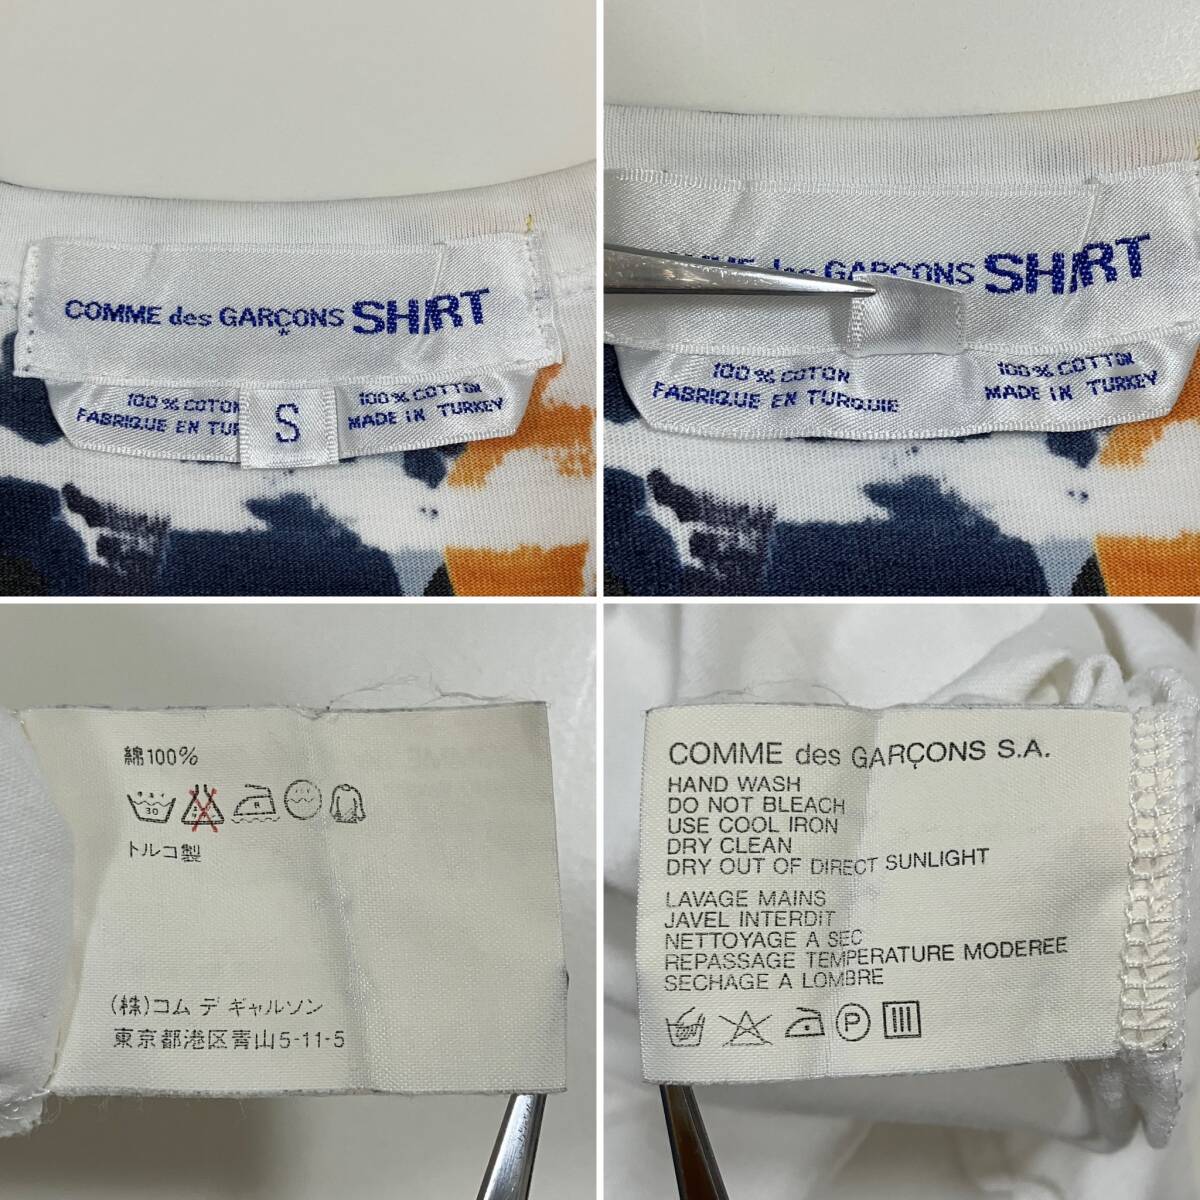 COMME des GARÇONS SHIRT
*
100% COTON
FABRIQUE EN TUR
S
100% COTTON
MADE IN TURKEY
des GARÇONS SHIRT
100% COTON
FABRIQUE EN TURQUIE
100% COTTON
MADE IN TURKEY
綿100%
30
トルコ製
(株)コム デ ギャルソン
東京都港区青山5-11-5
COMME des GARÇONS S.A.
HAND WASH
DO NOT BLEACH
USE COOL IRON
DRY CLEAN
DRY OUT OF DIRECT SUNLIGHT
LAVAGE MAINS
JAVEL INTERDIT
NETTOYAGE A SEC
REPASSAGE TEMPERATURE MODEREE
SECHAGE A LOMBRE
P